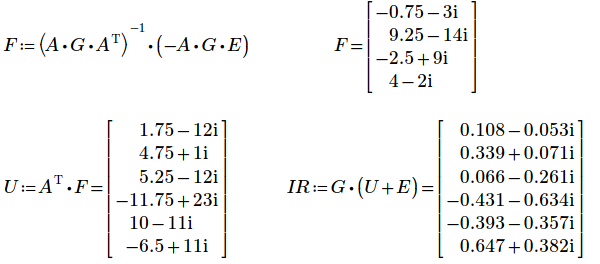 F:=(A·G·Aᵀ)⁻¹·(−A·G·E)
F=[−0.75−3i
9.25−14i
−2.5+9i
4−2i]
U:=Aᵀ·F=[1.75−12i
4.75+1i
5.25−12i
−11.75+23i
10−11i
−6.5+11i]
IR:=G·(U+E)=[0.108−0.053i
0.339+0.071i
0.066−0.261i
−0.431−0.634i
−0.393−0.357i
0.647+0.382i]